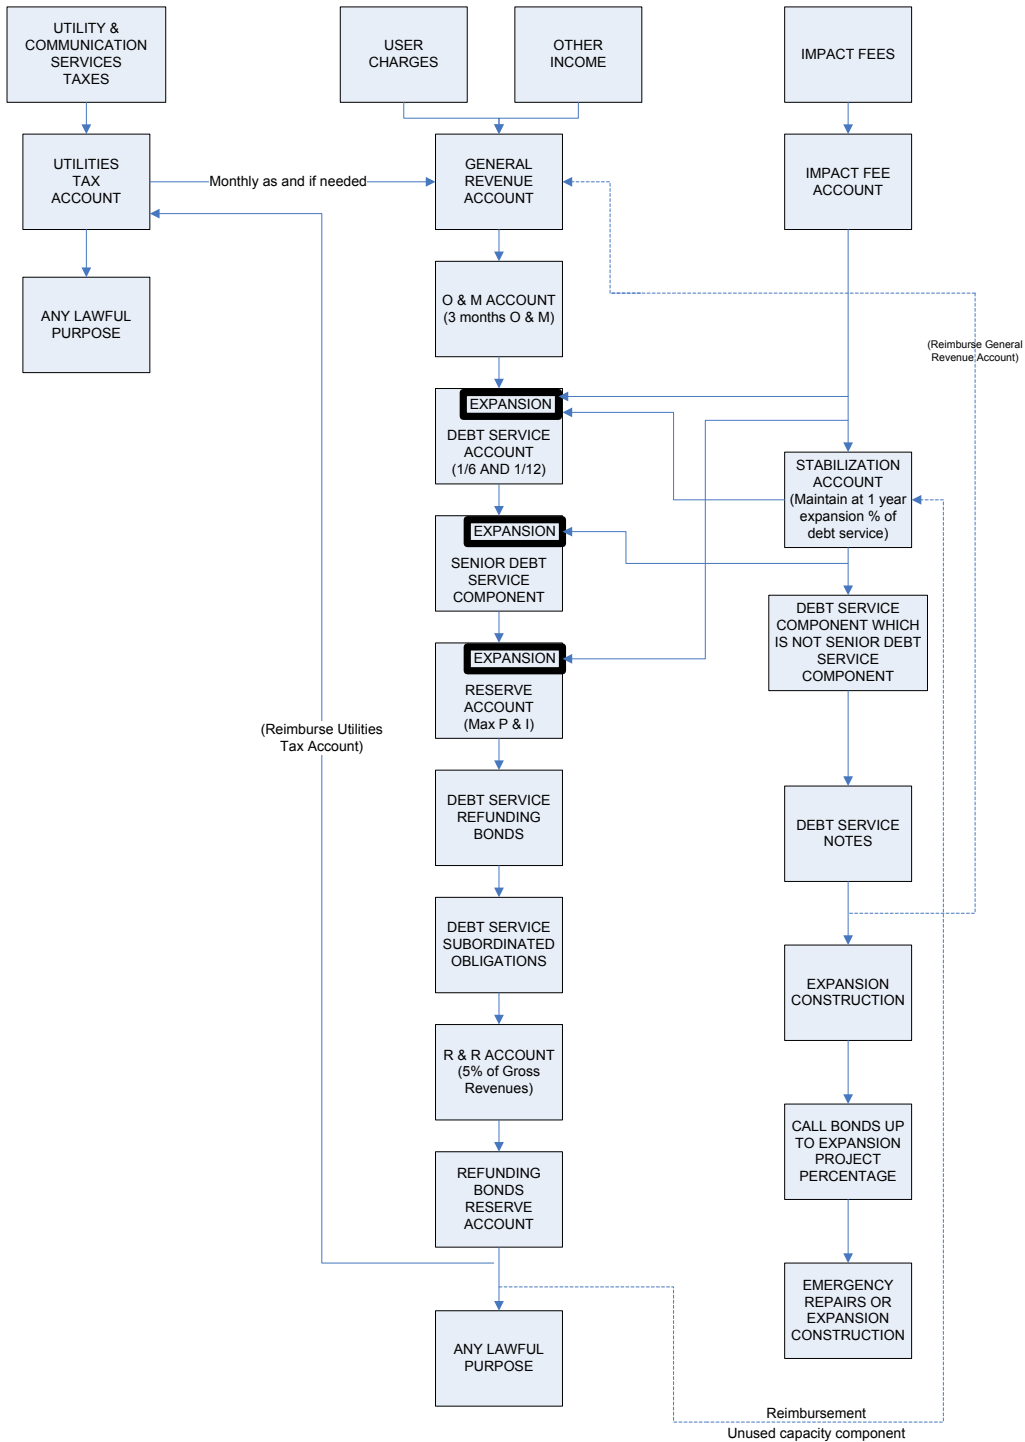 UTILITY &
COMMUNICATION
SERVICES
TAXES
USER
CHARGES
OTHER
INCOME
IMPACT FEES
UTILITIES
TAX
ACCOUNT
Monthly as and if needed
GENERAL
REVENUE
ACCOUNT
IMPACT FEE
ACCOUNT
ANY LAWFUL
PURPOSE
O & M ACCOUNT
(3 months O & M)
(Reimburse General
Revenue Account)
EXPANSION
DEBT SERVICE
ACCOUNT
(1/6 AND 1/12)
STABILIZATION
ACCOUNT
(Maintain at 1 year
expansion % of
debt service)
EXPANSION
SENIOR DEBT
SERVICE
COMPONENT
DEBT SERVICE
COMPONENT WHICH
IS NOT SENIOR DEBT
SERVICE
COMPONENT
EXPANSION
RESERVE
ACCOUNT
(Max P & I)
(Reimburse Utilities
Tax Account)
DEBT SERVICE
REFUNDING
BONDS
DEBT SERVICE
NOTES
DEBT SERVICE
SUBORDINATED
OBLIGATIONS
EXPANSION
CONSTRUCTION
R & R ACCOUNT
(5% of Gross
Revenues)
CALL BONDS UP
TO EXPANSION
PROJECT
PERCENTAGE
REFUNDING
BONDS
RESERVE
ACCOUNT
EMERGENCY
REPAIRS OR
EXPANSION
CONSTRUCTION
ANY LAWFUL
PURPOSE
Reimbursement
Unused capacity component